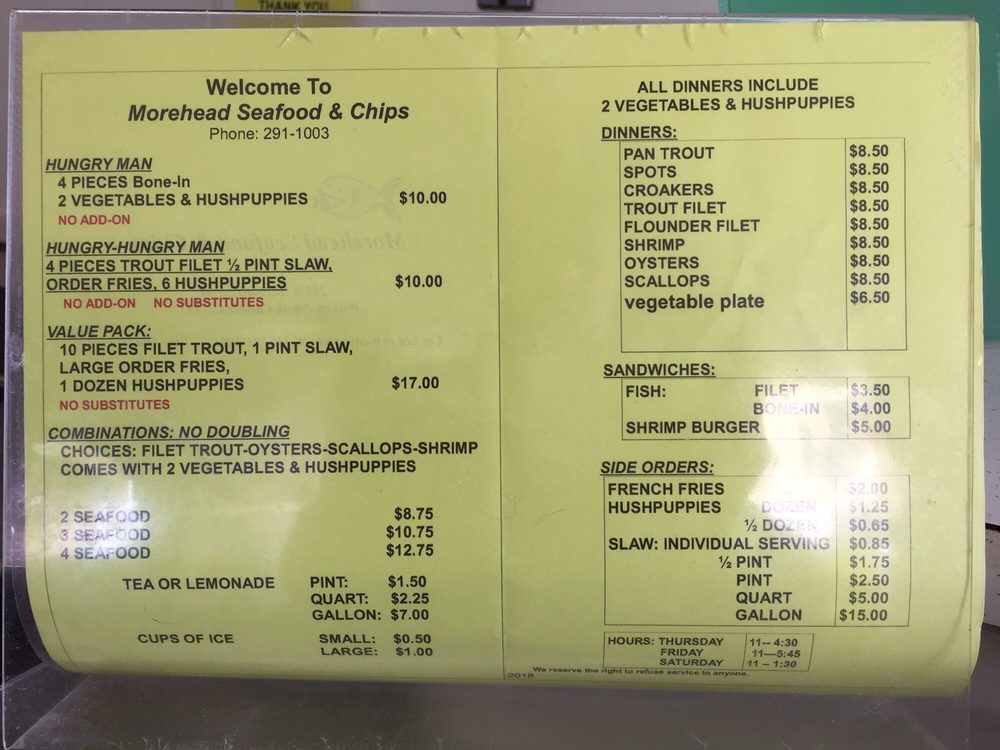 THANK YOU
Welcome To
Morehead Seafood & Chips
Phone: 291-1003
HUNGRY MAN
4 PIECES Bone-In
2 VEGETABLES & HUSHPUPPIES $10.00
NO ADD-ON
HUNGRY-HUNGRY MAN
4 PIECES TROUT FILET ½ PINT SLAW,
ORDER FRIES, 6 HUSHPUPPIES $10.00
NO ADD-ON NO SUBSTITUTES
VALUE PACK:
10 PIECES FILET TROUT, 1 PINT SLAW,
LARGE ORDER FRIES,
1 DOZEN HUSHPUPPIES $17.00
NO SUBSTITUTES
COMBINATIONS: NO DOUBLING
CHOICES: FILET TROUT-OYSTERS-SCALLOPS-SHRIMP
COMES WITH 2 VEGETABLES & HUSHPUPPIES
2 SEAFOOD $8.75
3 SEAFOOD $10.75
4 SEAFOOD $12.75
TEA OR LEMONADE PINT: $1.50
QUART: $2.25
GALLON: $7.00
CUPS OF ICE SMALL: $0.50
LARGE: $1.00
ALL DINNERS INCLUDE
2 VEGETABLES & HUSHPUPPIES
DINNERS:
PAN TROUT $8.50
SPOTS $8.50
CROAKERS $8.50
TROUT FILET $8.50
FLOUNDER FILET $8.50
SHRIMP $8.50
OYSTERS $8.50
SCALLOPS $8.50
vegetable plate $6.50
SANDWICHES:
FISH: FILET $3.50
BONE-IN $4.00
SHRIMP BURGER $5.00
SIDE ORDERS:
FRENCH FRIES $2.00
HUSHPUPPIES DOZEN $1.25
½ DOZEN $0.65
SLAW: INDIVIDUAL SERVING $0.85
½ PINT $1.75
PINT $2.50
QUART $5.00
GALLON $15.00
HOURS: THURSDAY 11-- 4:30
FRIDAY 11—5:45
SATURDAY 11 – 1:30
We reserve the right to refuse service to anyone.
2018